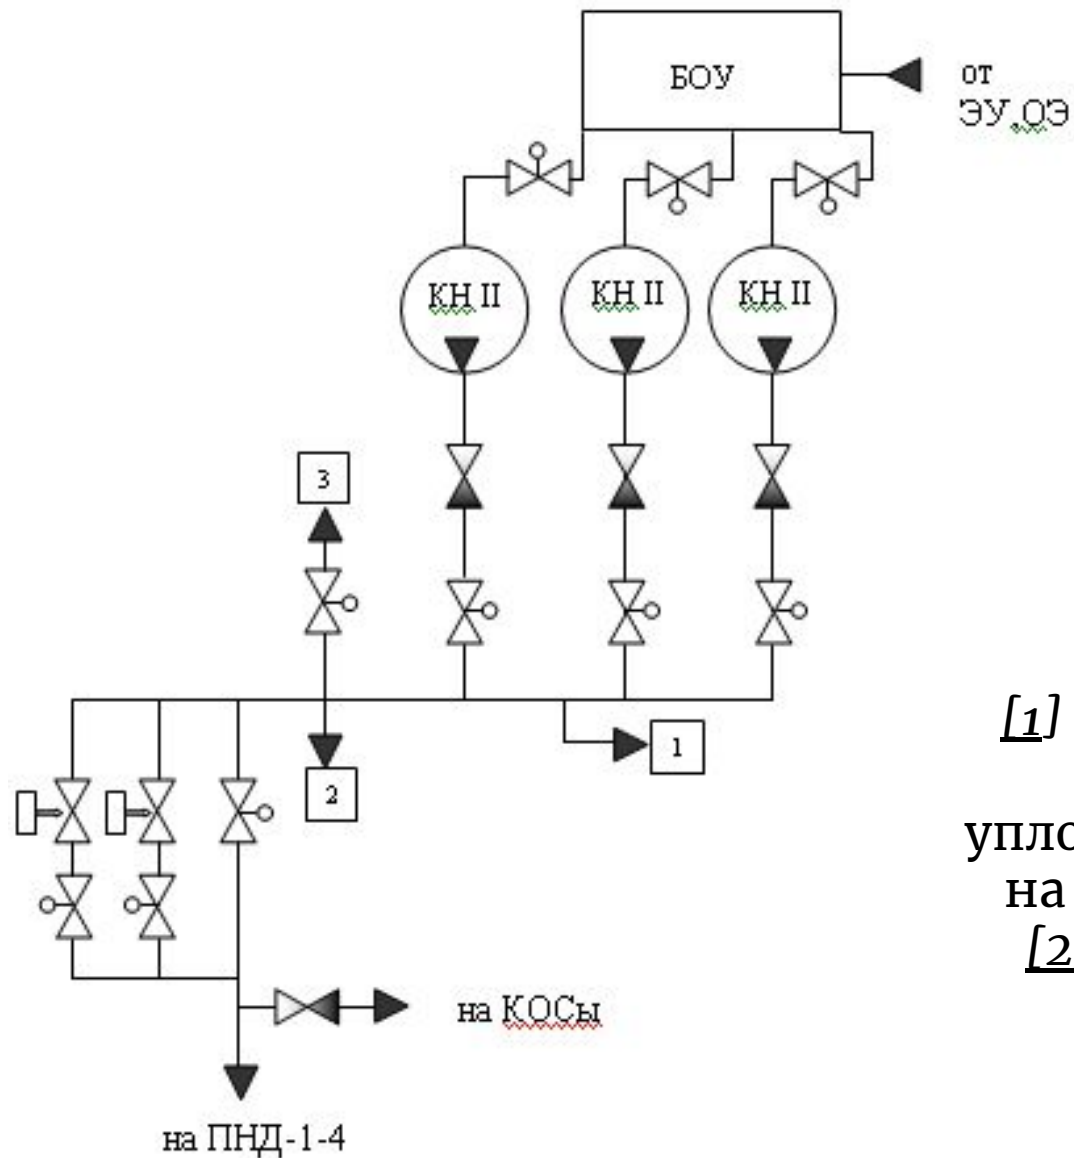 БОУ
от
ЭУ,ОЭ
КН II
КН II
КН II
3
[1]
1
2
упло
на
[2
на КОСы
на ПНД-1-4